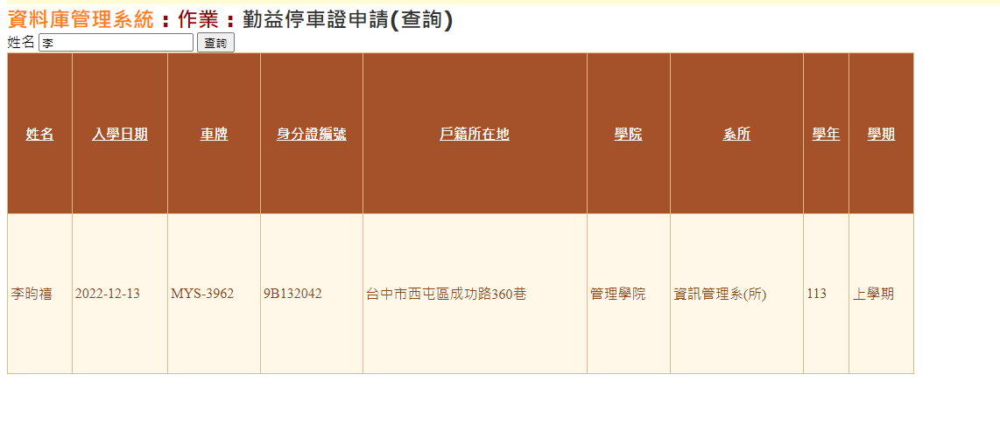 資料庫管理系統 : 作業 : 勤益停車證申請(查詢)
姓名 李 查詢
姓名 入學日期 車牌 身分證編號 戶籍所在地 學院 系所 學年 學期
李昀禧 2022-12-13 MYS-3962 9B132042 台中市西屯區成功路360巷 管理學院 資訊管理系(所) 113 上學期